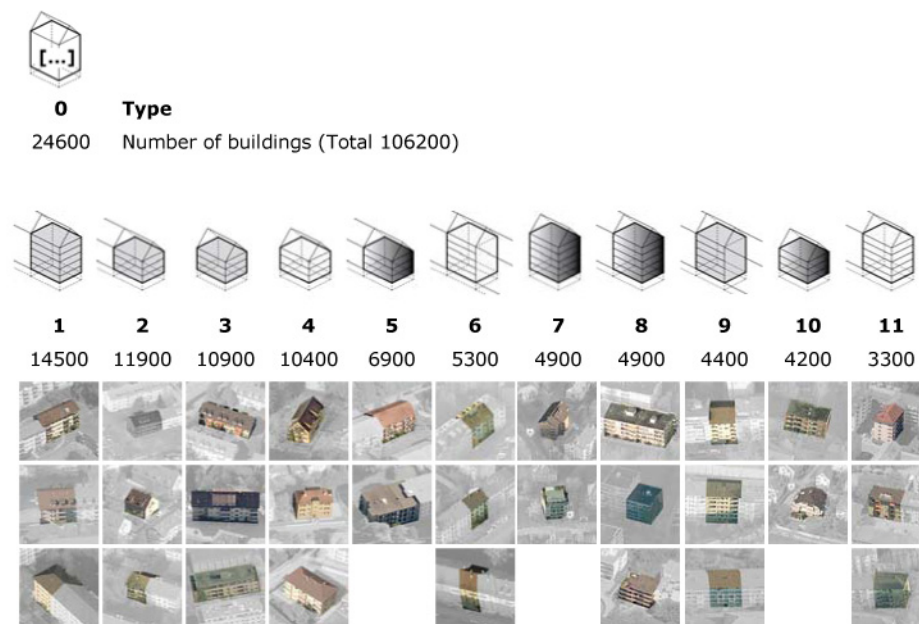 [...]
0 Type
24600 Number of buildings (Total 106200)
1 2 3 4 5 6 7 8 9 10 11
14500 11900 10900 10400 6900 5300 4900 4900 4400 4200 3300